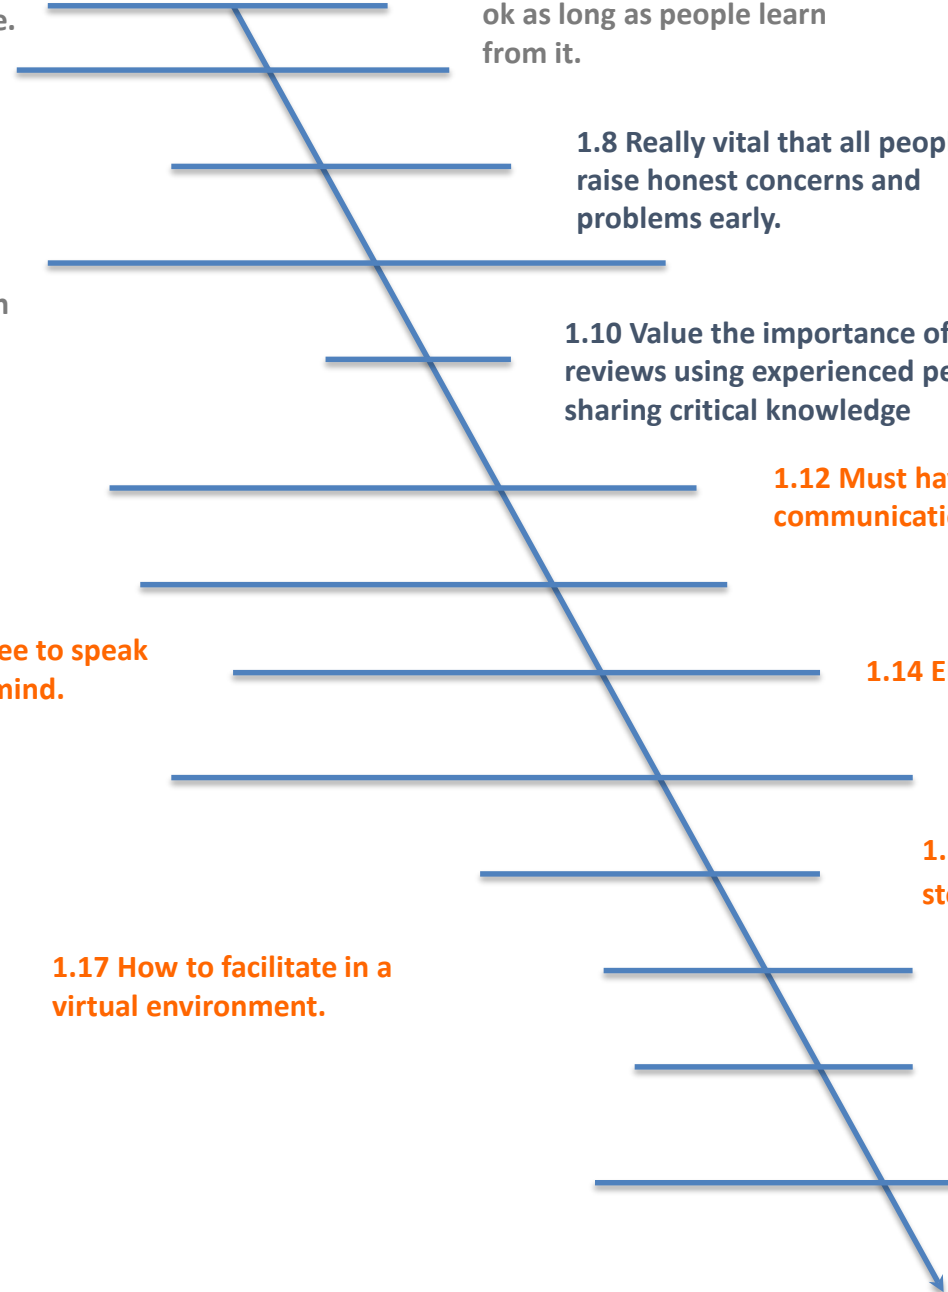 e.
ok as long as people learn
from it.
1.8 Really vital that all peop
raise honest concerns and
problems early.
n
1.10 Value the importance of
reviews using experienced pe
sharing critical knowledge
1.12 Must ha
communicati
ee to speak
mind.
1.14 E
1.
ste
1.17 How to facilitate in a
virtual environment.